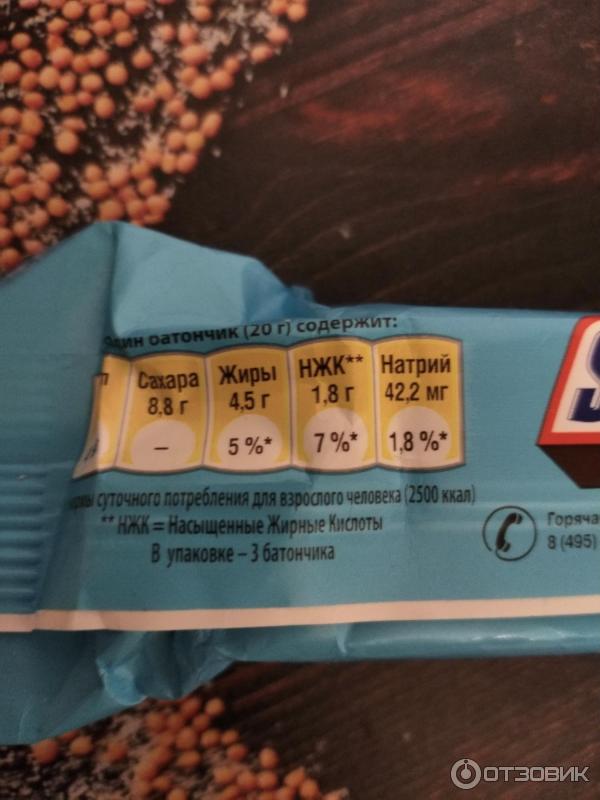 Один батончик (20 г) содержит:
Сахара Жиры НЖК** Натрий
8,8 г 4,5 г 1,8 г 42,2 мг
– 5 %* 7 %* 1,8 %*
суточного потребления для взрослого человека (2500 ккал)
** НЖК = Насыщенные Жирные Кислоты
В упаковке – 3 батончика
Горяча
8 (495)
S
ОТЗОВИК